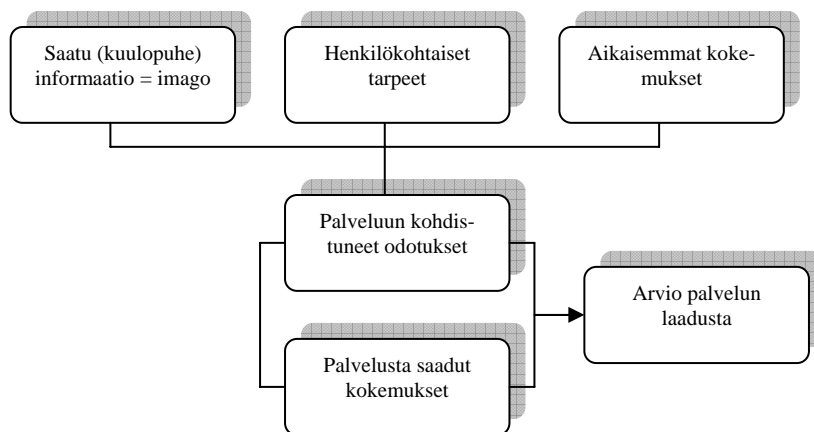 Saatu (kuulopuhe)
informaatio = imago
Henkilökohtaiset
tarpeet
Aikaisemmat koke-
mukset
Palveluun kohdis-
tuneet odotukset
Arvio palvelun
laadusta
Palvelusta saadut
kokemukset